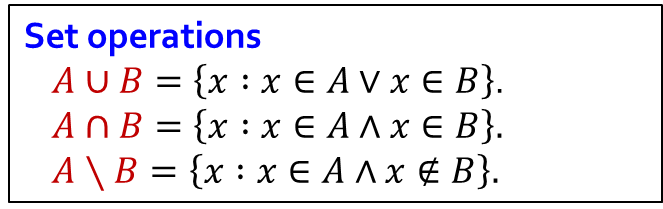 Set operations
A ∪ B = {x : x ∈ A ∨ x ∈ B}.
A ∩ B = {x : x ∈ A ∧ x ∈ B}.
A \ B = {x : x ∈ A ∧ x ∉ B}.